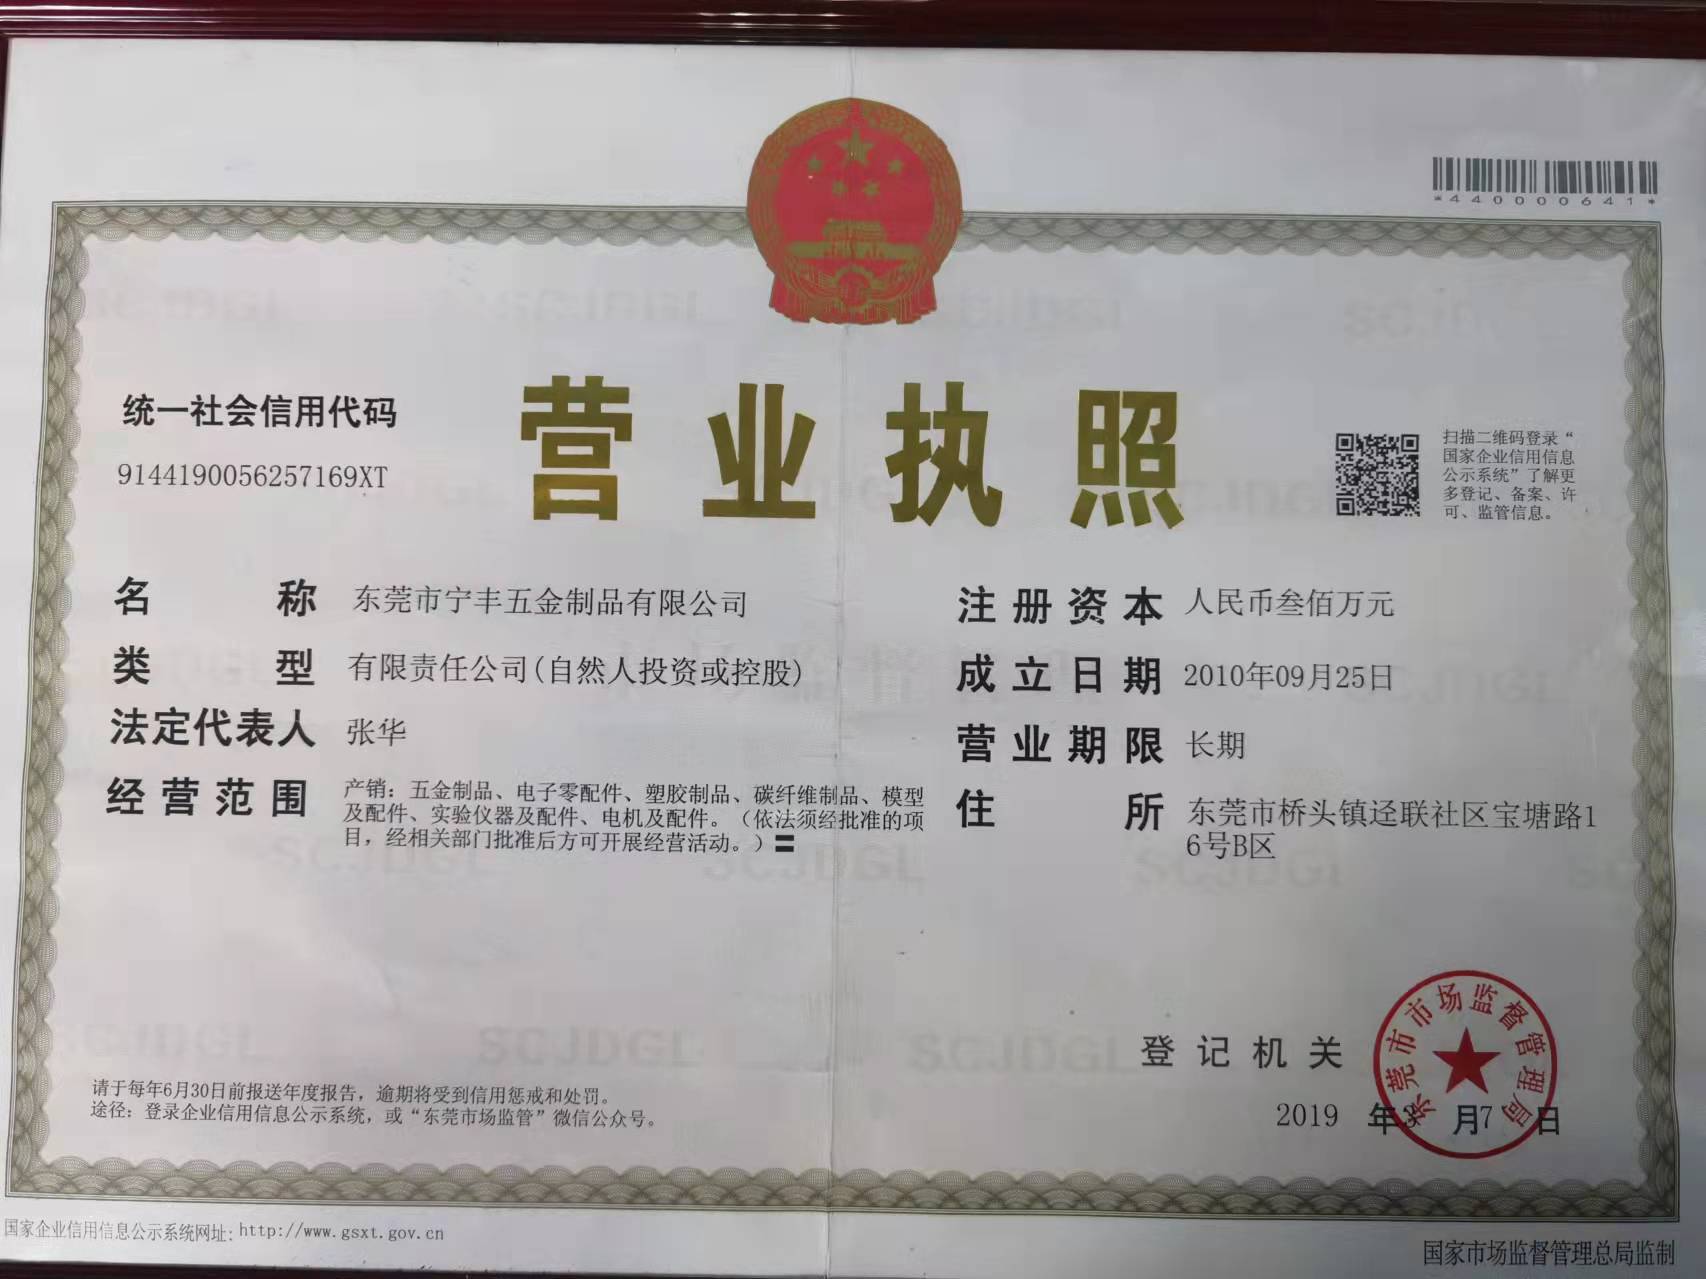 *440000641*
统一社会信用代码
9144190056257169XT
营业执照
扫描二维码登录“
国家企业信用信息
公示系统”了解更
多登记、备案、许
可、监管信息。
名称 东莞市宁丰五金制品有限公司
类型 有限责任公司(自然人投资或控股)
法定代表人 张华
经营范围 产销：五金制品、电子零配件、塑胶制品、碳纤维制品、模型
及配件、实验仪器及配件、电机及配件。（依法须经批准的项
目，经相关部门批准后方可开展经营活动。）〓
注册资本 人民币叁佰万元
成立日期 2010年09月25日
营业期限 长期
住所 东莞市桥头镇迳联社区宝塘路1
6号B区
登记机关
东莞市市场监督管理局
2019 年3 月7 日
请于每年6月30日前报送年度报告，逾期将受到信用惩戒和处罚。
途径：登录企业信用信息公示系统，或“东莞市场监管”微信公众号。
国家企业信用信息公示系统网址：http://www.gsxt.gov.cn
国家市场监督管理总局监制